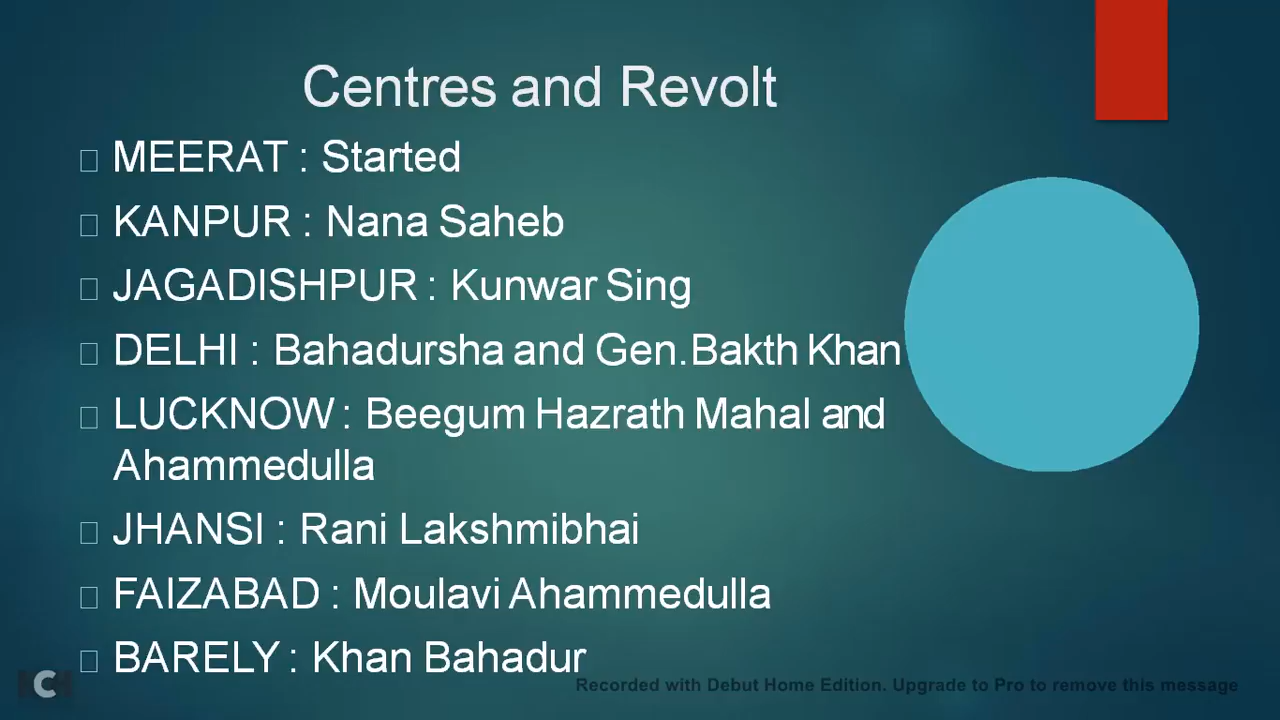 Centres and Revolt
MEERAT : Started
KANPUR : Nana Saheb
JAGADISHPUR : Kunwar Sing
DELHI : Bahadursha and Gen.Bakth Khan
LUCKNOW : Beegum Hazrath Mahal and
Ahammedulla
JHANSI : Rani Lakshmibhai
FAIZABAD : Moulavi Ahammedulla
BARELY : Khan Bahadur
C
Recorded with Debut Home Edition. Upgrade to Pro to remove this message